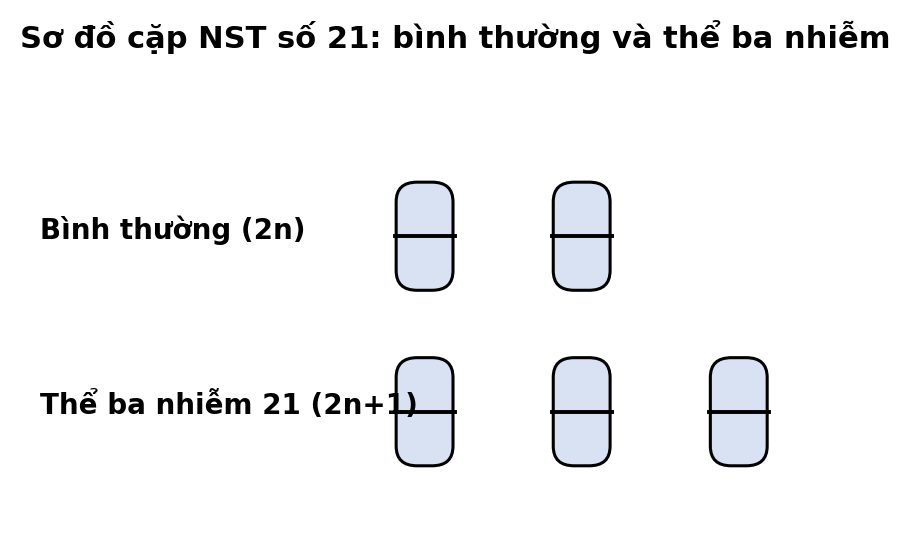 Sơ đồ cặp NST số 21: bình thường và thể ba nhiễm
Bình thường (2n)
Thể ba nhiễm 21 (2n+1)